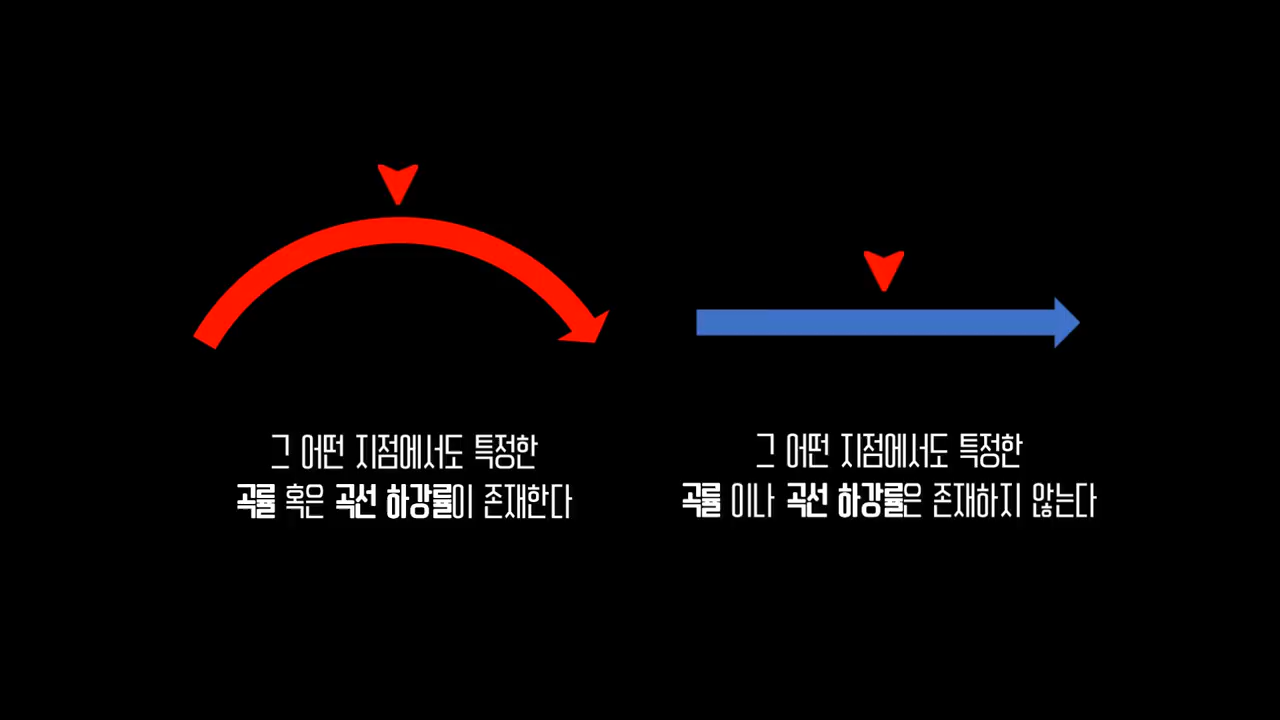 그 어떤 지점에서도 특정한
곡률 혹은 곡선 하강률이 존재한다
그 어떤 지점에서도 특정한
곡률 이나 곡선 하강률은 존재하지 않는다